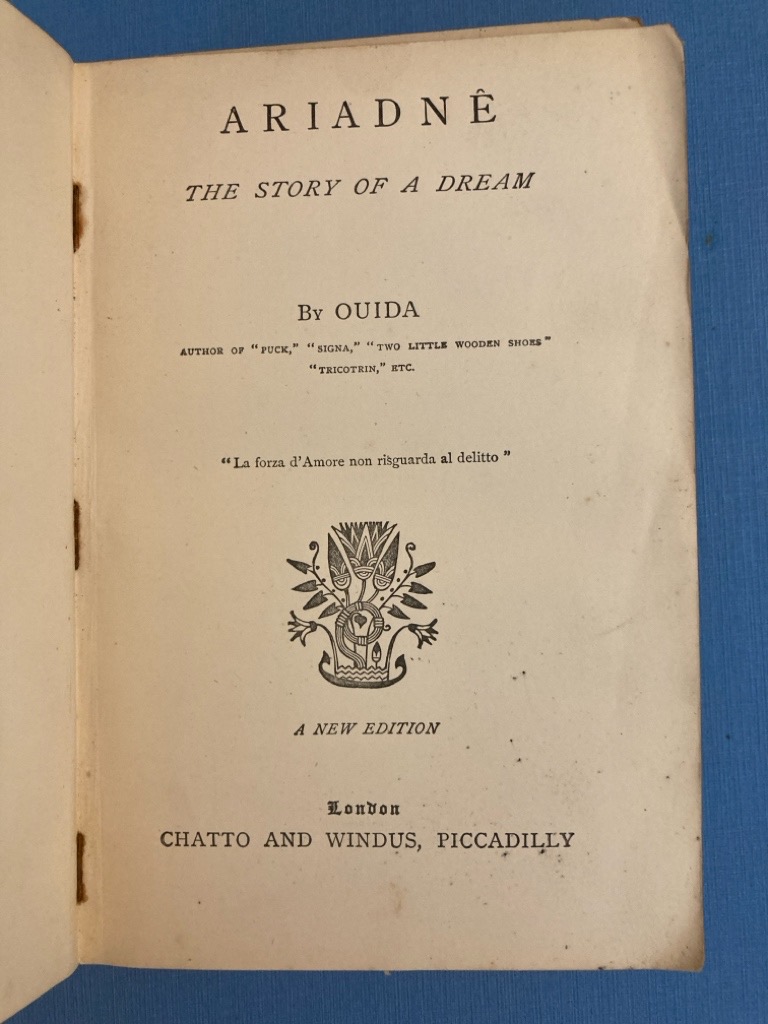 ARIADNÊ
THE STORY OF A DREAM
By OUIDA
AUTHOR OF "PUCK," "SIGNA," "TWO LITTLE WOODEN SHOES"
"TRICOTRIN," ETC.
"La forza d'Amore non risguarda al delitto"
A NEW EDITION
London
CHATTO AND WINDUS, PICCADILLY